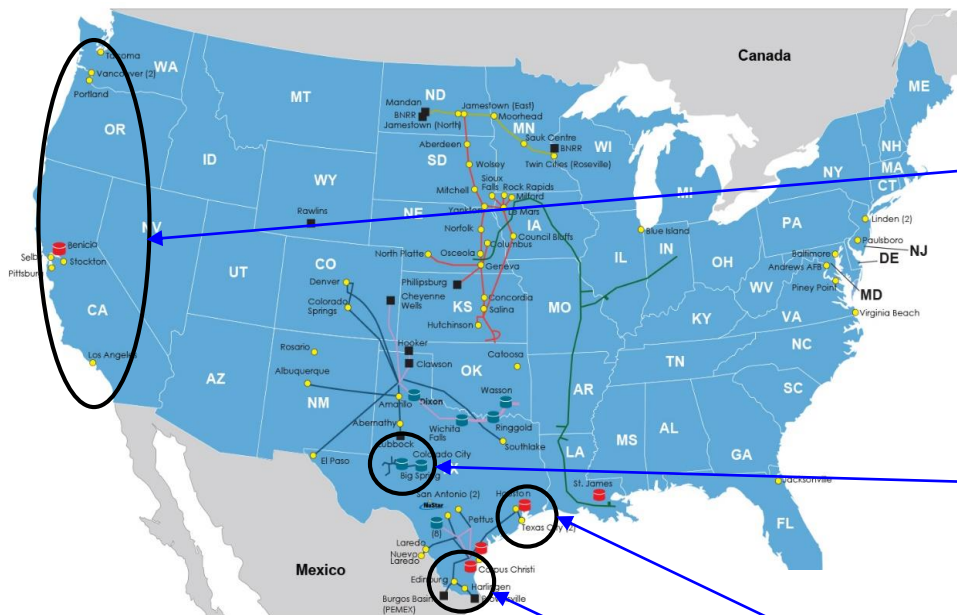 Canada
Mexico
WA
OR
CA
NV
ID
MT
WY
UT
AZ
CO
NM
ND
SD
NE
KS
OK
MN
IA
MO
AR
LA
WI
IL
MI
IN
OH
KY
TN
MS
AL
GA
FL
SC
NC
VA
WV
PA
NY
ME
NH
MA
CT
NJ
DE
MD
Tacoma
Vancouver (2)
Portland
Benicia
Selby
Stockton
Pittsburg
Los Angeles
Rawlins
Mandan
BNRR
Jamestown (North)
Jamestown (East)
Moorhead
Sauk Centre
BNRR
Twin Cities (Roseville)
Aberdeen
Wolsey
Mitchell
Sioux
Falls
Rock Rapids
Milford
Yankton
Le Mars
Norfolk
Columbus
Council Bluffs
Osceola
North Platte
Geneva
Phillipsburg
Concordia
Salina
Hutchinson
Denver
Colorado
Springs
Cheyenne
Wells
Hooker
Clawson
Rosario
Albuquerque
Amarillo
Dixon
Abernathy
Lubbock
El Paso
Wichita
Falls
Wasson
Ringgold
Catoosa
Southlake
Colorado City
Big Spring
San Antonio (2)
NuStar
(8)
Pettus
Houston
Texas City (2)
St. James
Laredo
Nuevo
Laredo
Corpus Christi
Edinburg
Harlingen
Burgos Basin
(PEMEX)
Brownsville
Blue Island
Linden (2)
Paulsboro
Baltimore
Andrews AFB
Piney Point
Virginia Beach
Jacksonville